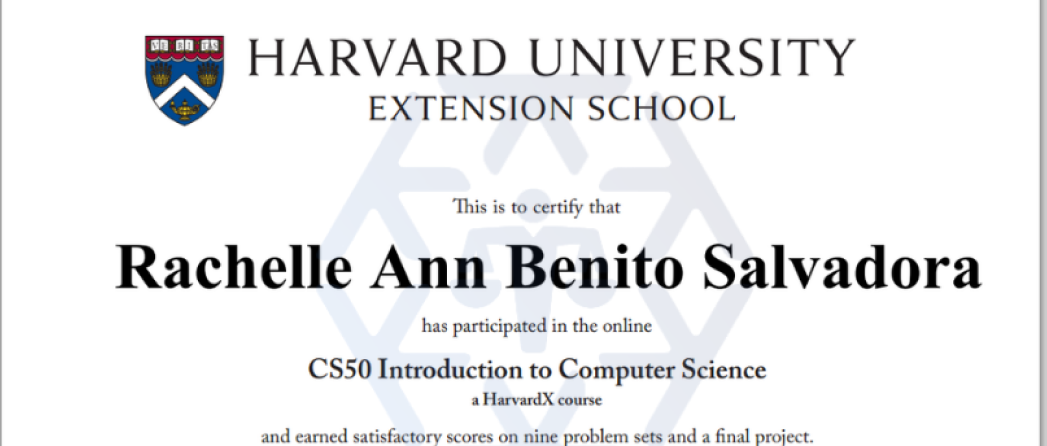 VE RI TAS
HARVARD UNIVERSITY
EXTENSION SCHOOL
This is to certify that
Rachelle Ann Benito Salvadora
has participated in the online
CS50 Introduction to Computer Science
a HarvardX course
and earned satisfactory scores on nine problem sets and a final project.